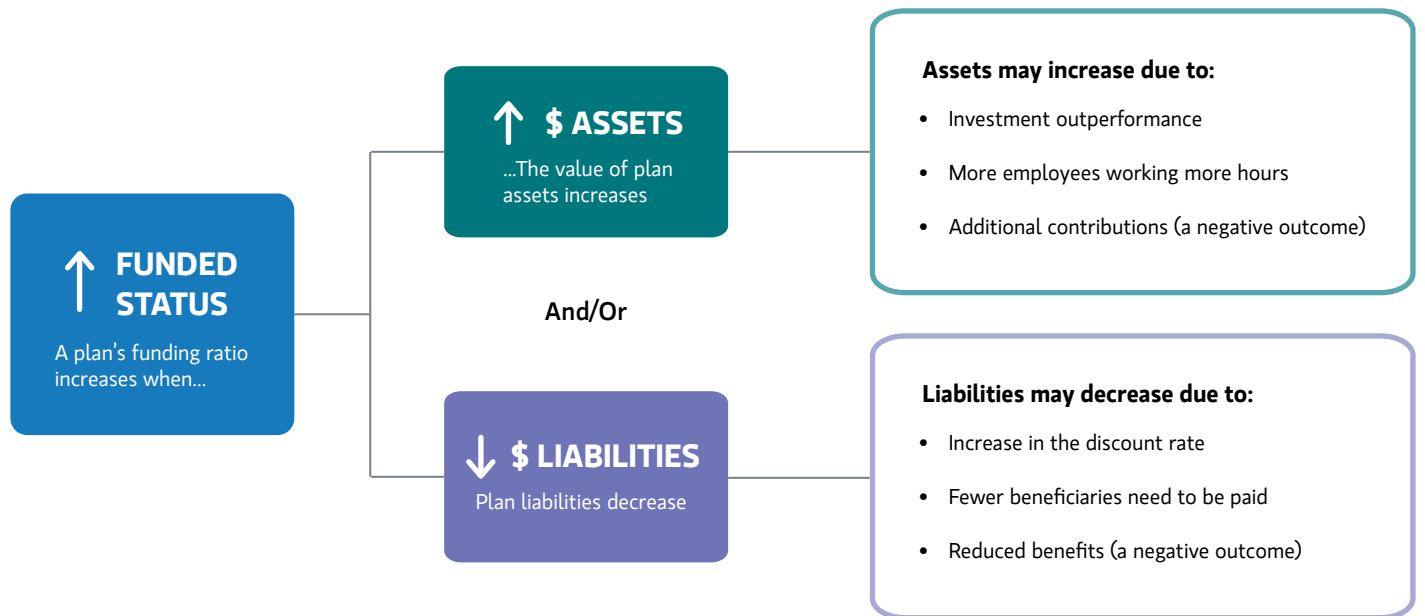 FUNDED
STATUS
A plan's funding ratio
increases when...
$ ASSETS
...The value of plan
assets increases
And/Or
$ LIABILITIES
Plan liabilities decrease
Assets may increase due to:
• Investment outperformance
• More employees working more hours
• Additional contributions (a negative outcome)
Liabilities may decrease due to:
• Increase in the discount rate
• Fewer beneficiaries need to be paid
• Reduced benefits (a negative outcome)